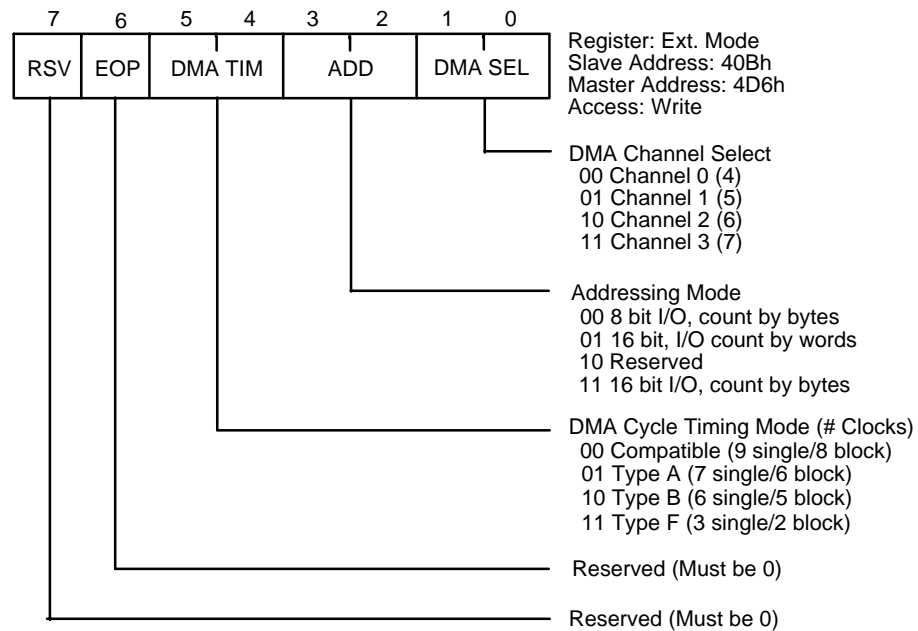 7 6 5 4 3 2 1 0
RSV EOP DMA TIM ADD DMA SEL
Register: Ext. Mode
Slave Address: 40Bh
Master Address: 4D6h
Access: Write
DMA Channel Select
00 Channel 0 (4)
01 Channel 1 (5)
10 Channel 2 (6)
11 Channel 3 (7)
Addressing Mode
00 8 bit I/O, count by bytes
01 16 bit, I/O count by words
10 Reserved
11 16 bit I/O, count by bytes
DMA Cycle Timing Mode (# Clocks)
00 Compatible (9 single/8 block)
01 Type A (7 single/6 block)
10 Type B (6 single/5 block)
11 Type F (3 single/2 block)
Reserved (Must be 0)
Reserved (Must be 0)